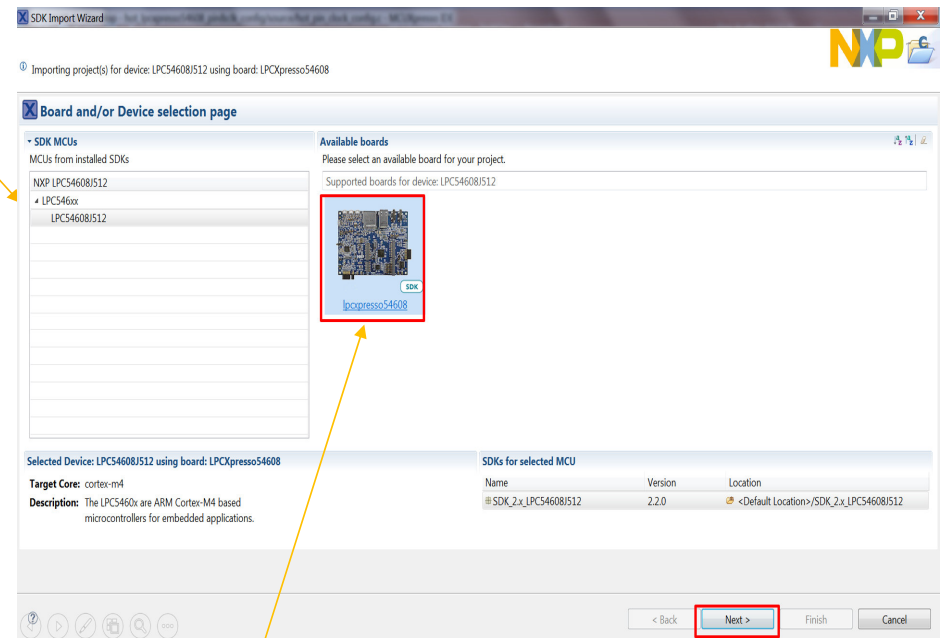 SDK Import Wizard
NXP
Importing project(s) for device: LPC54608J512 using board: LPCXpresso54608
Board and/or Device selection page
SDK MCUs
MCUs from installed SDKs
NXP LPC54608J512
LPC546xx
LPC54608J512
Available boards
Please select an available board for your project.
Supported boards for device: LPC54608J512
SDK
lpcxpresso54608
Selected Device: LPC54608J512 using board: LPCXpresso54608
Target Core: cortex-m4
Description: The LPC5460x are ARM Cortex-M4 based
microcontrollers for embedded applications.
SDKs for selected MCU
Name Version Location
SDK_2.x_LPC54608J512 2.2.0 <Default Location>/SDK_2.x_LPC54608J512
< Back Next > Finish Cancel